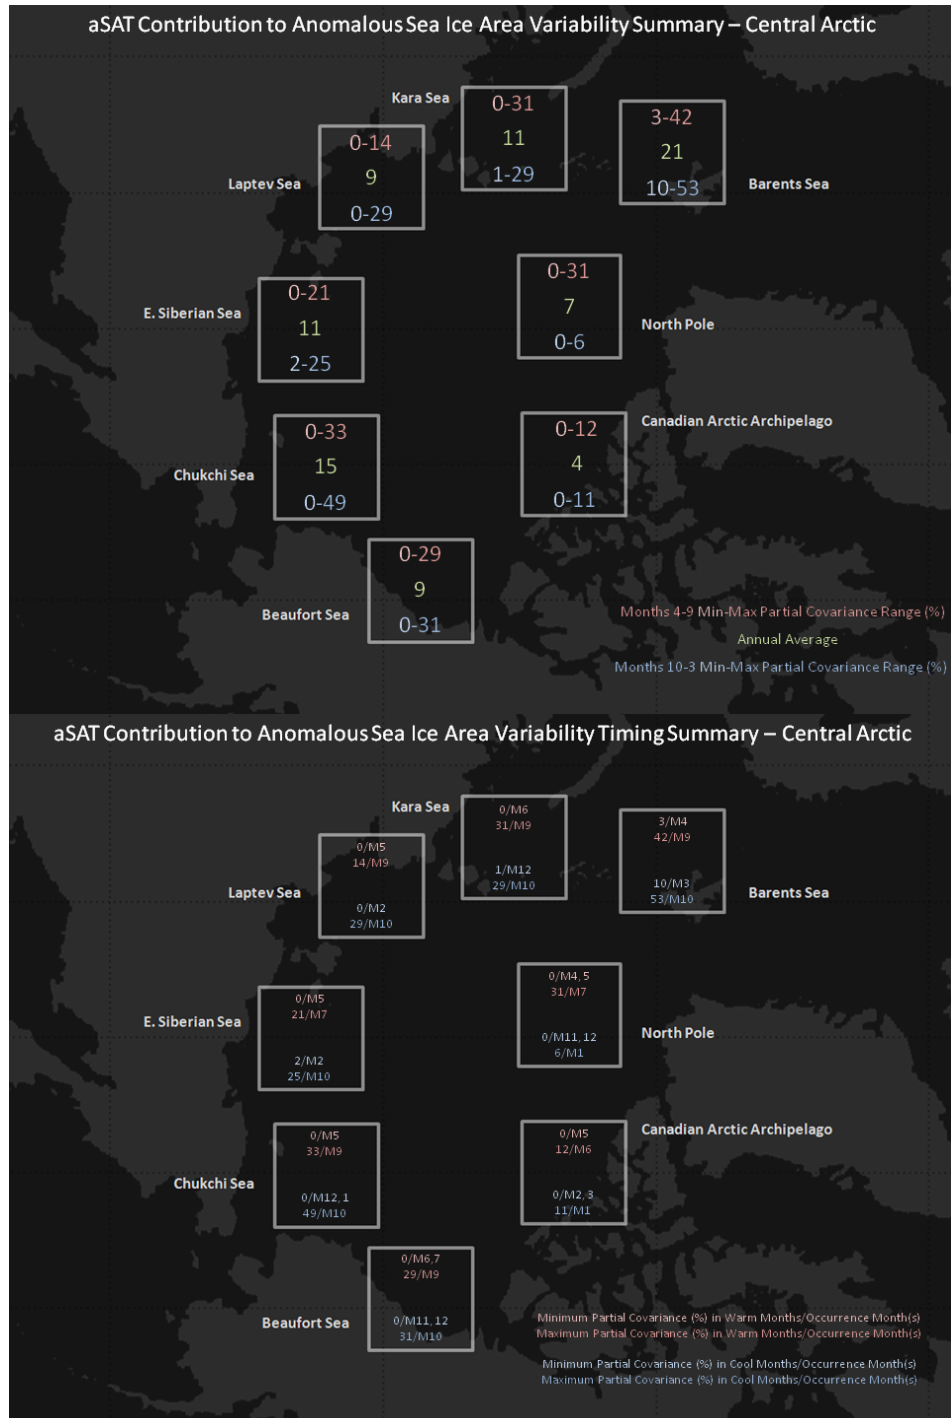 aSAT Contribution to Anomalous Sea Ice Area Variability Summary – Central Arctic
Kara Sea
0-31
11
1-29
3-42
21
10-53
Barents Sea
Laptev Sea
0-14
9
0-29
E. Siberian Sea
0-21
11
2-25
0-31
7
0-6
North Pole
Chukchi Sea
0-33
15
0-49
0-12
4
0-11
Canadian Arctic Archipelago
Beaufort Sea
0-29
9
0-31
Months 4-9 Min-Max Partial Covariance Range (%)
Annual Average
Months 10-3 Min-Max Partial Covariance Range (%)
aSAT Contribution to Anomalous Sea Ice Area Variability Timing Summary – Central Arctic
Kara Sea
0/M6
31/M9
1/M12
29/M10
3/M4
42/M9
10/M3
53/M10
Barents Sea
Laptev Sea
0/M5
14/M9
0/M2
29/M10
E. Siberian Sea
0/M5
21/M7
2/M2
25/M10
0/M4, 5
31/M7
0/M11, 12
6/M1
North Pole
Chukchi Sea
0/M5
33/M9
0/M12, 1
49/M10
0/M5
12/M6
0/M2, 3
11/M1
Canadian Arctic Archipelago
Beaufort Sea
0/M6,7
29/M9
0/M11, 12
31/M10
Minimum Partial Covariance (%) in Warm Months/Occurrence Month(s)
Maximum Partial Covariance (%) in Warm Months/Occurrence Month(s)
Minimum Partial Covariance (%) in Cool Months/Occurrence Month(s)
Maximum Partial Covariance (%) in Cool Months/Occurrence Month(s)